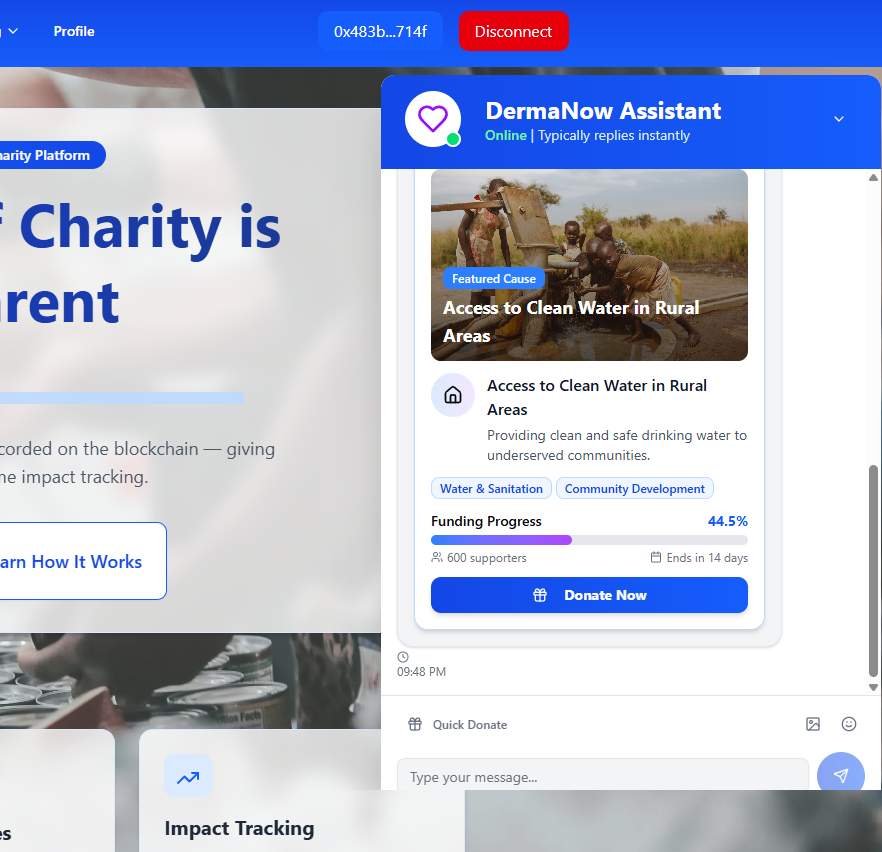 Profile
0x483b...714f
Disconnect
DermaNow Assistant
Online | Typically replies instantly
arity Platform
Charity is
rent
corded on the blockchain — giving
me impact tracking.
arn How It Works
Featured Cause
Access to Clean Water in Rural
Areas
Access to Clean Water in Rural
Areas
Providing clean and safe drinking water to
underserved communities.
Water & Sanitation
Community Development
Funding Progress
44.5%
600 supporters
Ends in 14 days
Donate Now
09:48 PM
Quick Donate
Type your message...
es
Impact Tracking